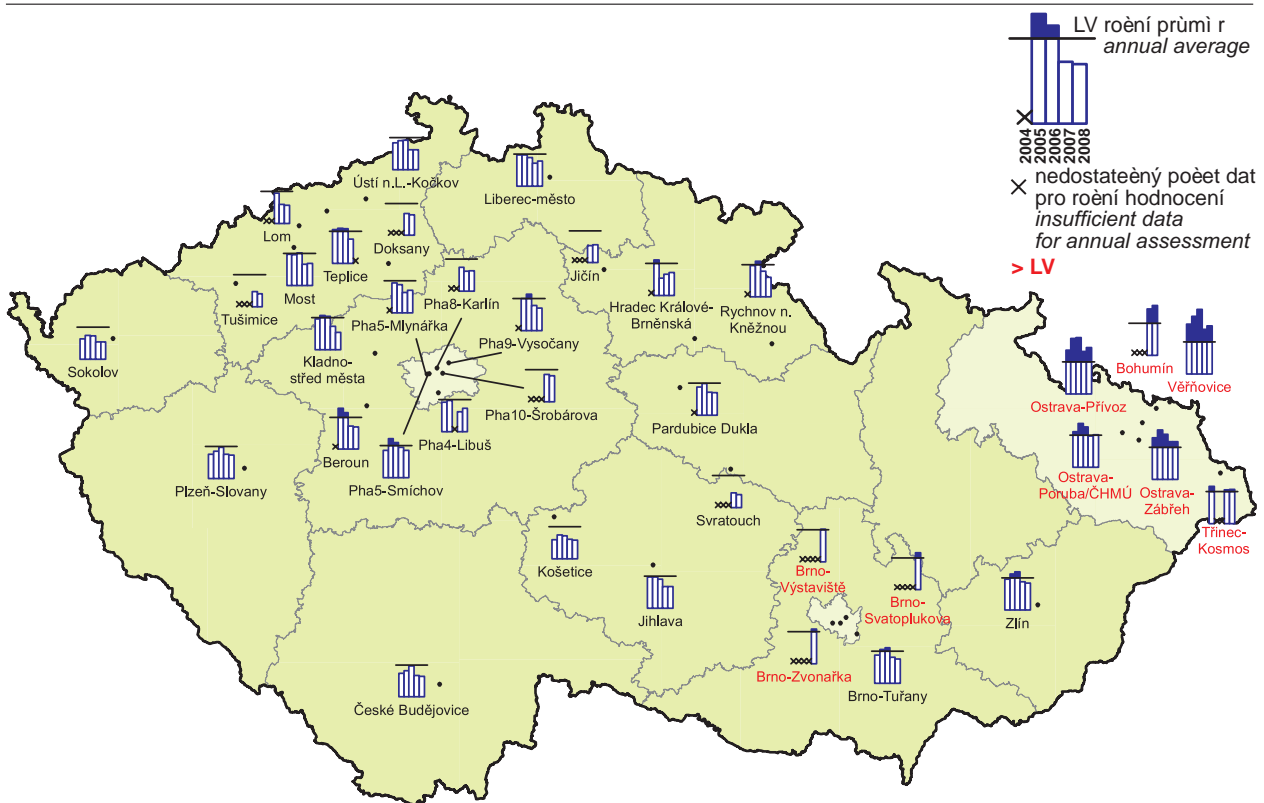 LV roèní prùmì r
annual average
2004
2005
2006
2007
2008
× nedostateèný poèet dat
pro roèní hodnocení
insufficient data
for annual assessment
> LV
Ústí n.L.-Kočkov
Liberec-město
Lom
Doksany
Teplice
Jičín
Most
Pha8-Karlín
Tušimice
Pha5-Mlynářka
Hradec Králové-
Brněnská
Rychnov n.
Kněžnou
Pha9-Vysočany
Kladno-
střed města
Sokolov
Bohumín
Věřňovice
Ostrava-Přívoz
Pha10-Šrobárova
Pardubice Dukla
Pha4-Libuš
Beroun
Plzeň-Slovany
Pha5-Smíchov
Ostrava-
Poruba/ČHMÚ
Ostrava-
Zábřeh
Svratouch
Třinec-
Kosmos
Košetice
Brno-
Výstaviště
Brno-
Svatoplukova
Jihlava
Zlín
Brno-Zvonařka
Brno-Tuřany
České Budějovice